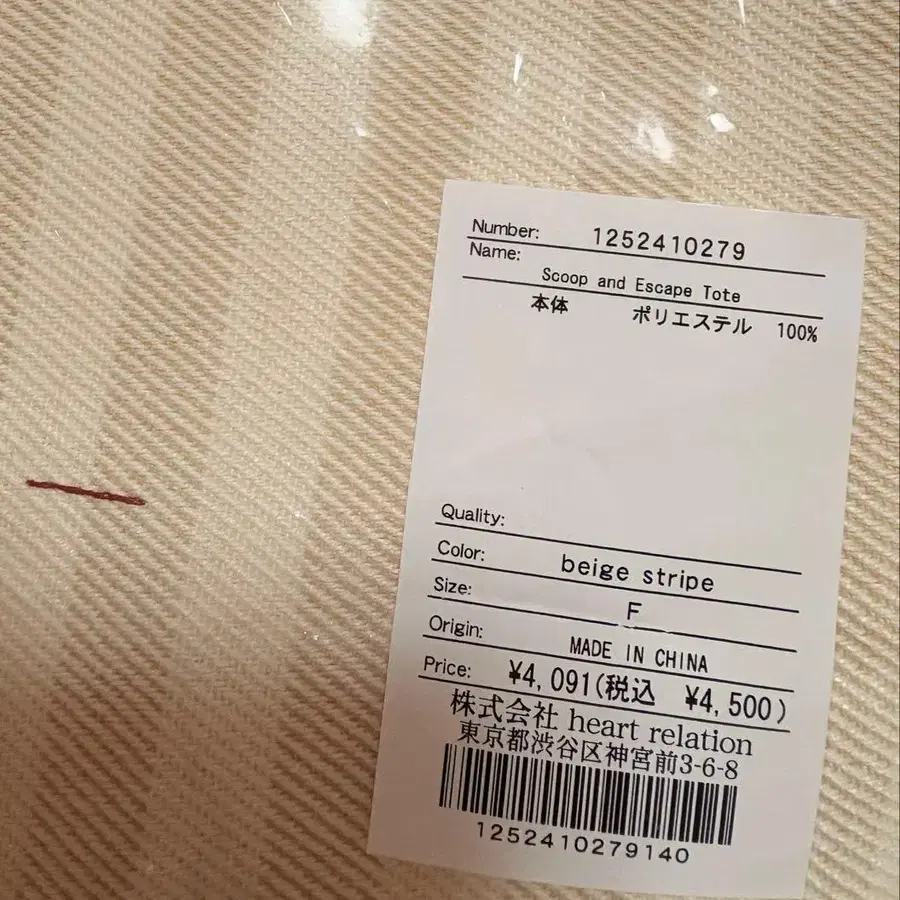 Number: 1252410279
Name:
Scoop and Escape Tote
本体 ポリエステル 100%
Quality:
Color: beige stripe
Size: F
Origin: MADE IN CHINA
Price: ¥4,091(税込 ¥4,500)
株式会社 heart relation
東京都渋谷区神宮前3-6-8
1252410279140